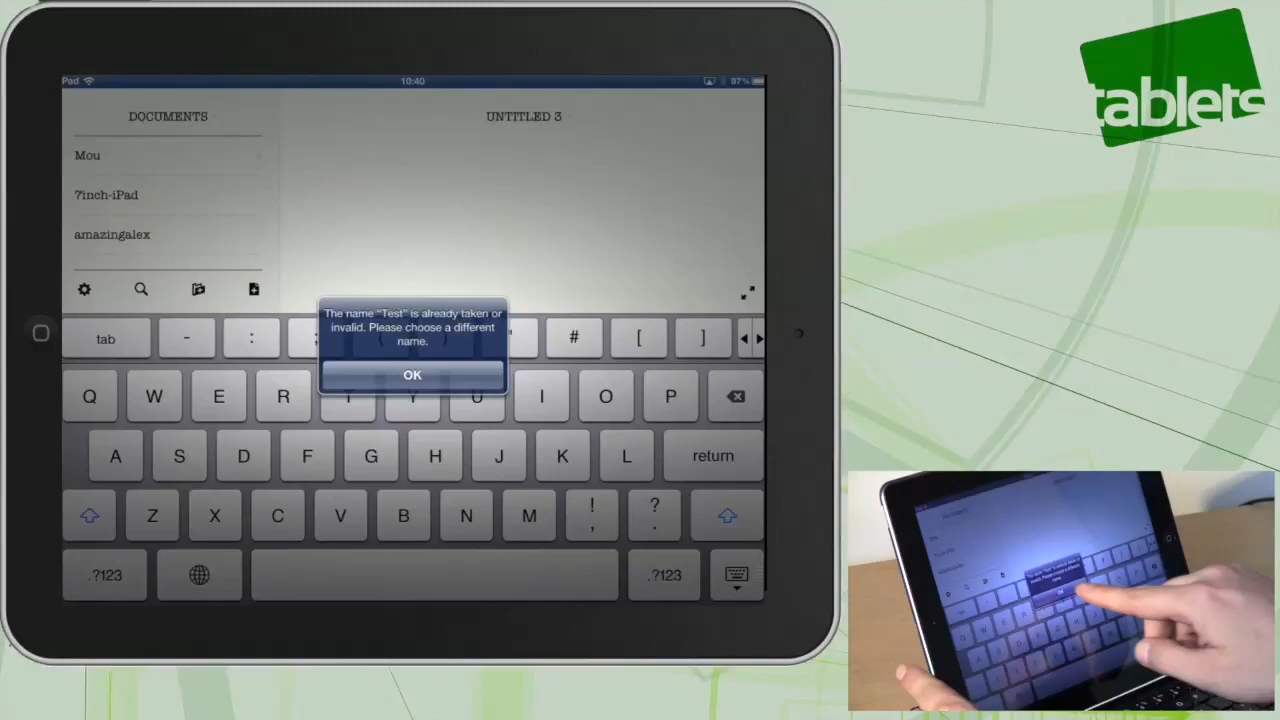 iPad 10:40 97%
DOCUMENTS
UNTITLED 3
Mou
7inch-iPad
amazingalex
The name "Test" is already taken or
invalid. Please choose a different
name.
OK
tab - : ; ( ) " # [ ]
Q W E R T Y U I O P
A S D F G H J K L return
Z X C V B N M ! , ? .
.?123 .?123
tablets